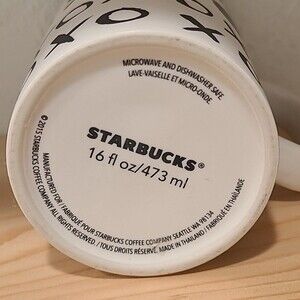 MICROWAVE AND DISHWASHER SAFE
LAVE-VAISELLE ET MICRO-ONDE
STARBUCKS®
16 fl oz/473 ml
©2015 STARBUCKS COFFEE COMPANY. ALL RIGHTS RESERVED. / TOUS DROITS RÉSERVÉS.
MANUFACTURED FOR / FABRIQUÉ POUR STARBUCKS COFFEE COMPANY SEATTLE, WA 98134
MADE IN THAILAND / FABRIQUÉ EN THAÏLANDE